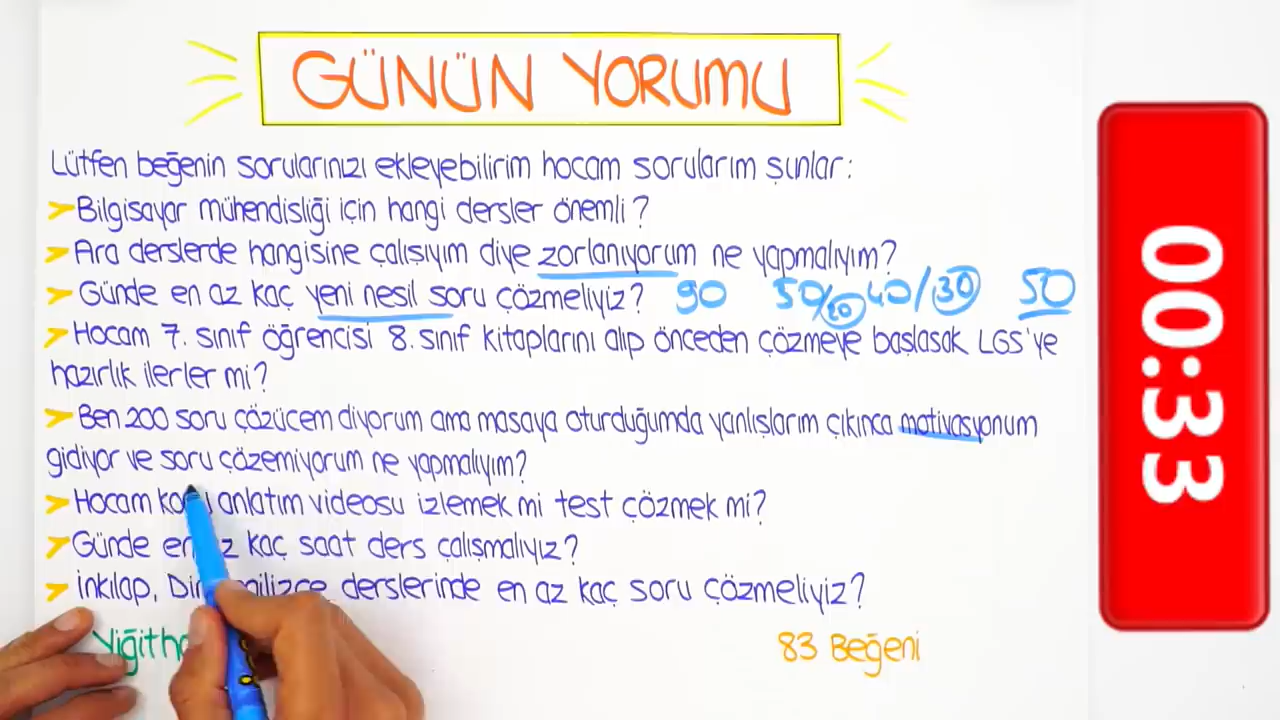 GÜNÜN YORUMU
Lütfen beğenin sorularınızı ekleyebilirim hocam sorularım şunlar:
➤Bilgisayar mühendisliği için hangi dersler önemli?
➤Ara derslerde hangisine çalışıyım diye zorlanıyorum ne yapmalıyım?
➤Günde en az kaç yeni nesil soru çözmeliyiz? 90 50/20 40/30 50
➤Hocam 7. sınıf öğrencisi 8. sınıf kitaplarını alıp önceden çözmeye başlasak LGS'ye
hazırlık ilerler mi?
➤Ben 200 soru çözücem diyorum ama masaya oturduğumda yanlışlarım çıkınca motivasyonum
gidiyor ve soru çözemiyorum ne yapmalıyım?
➤Hocam anlatım videosu izlemek mi test çözmek mi?
➤Günde kaç saat ders çalışmalıyız?
➤İnkılap, derslerinde en az kaç soru çözmeliyiz?
83 Beğeni
00:33